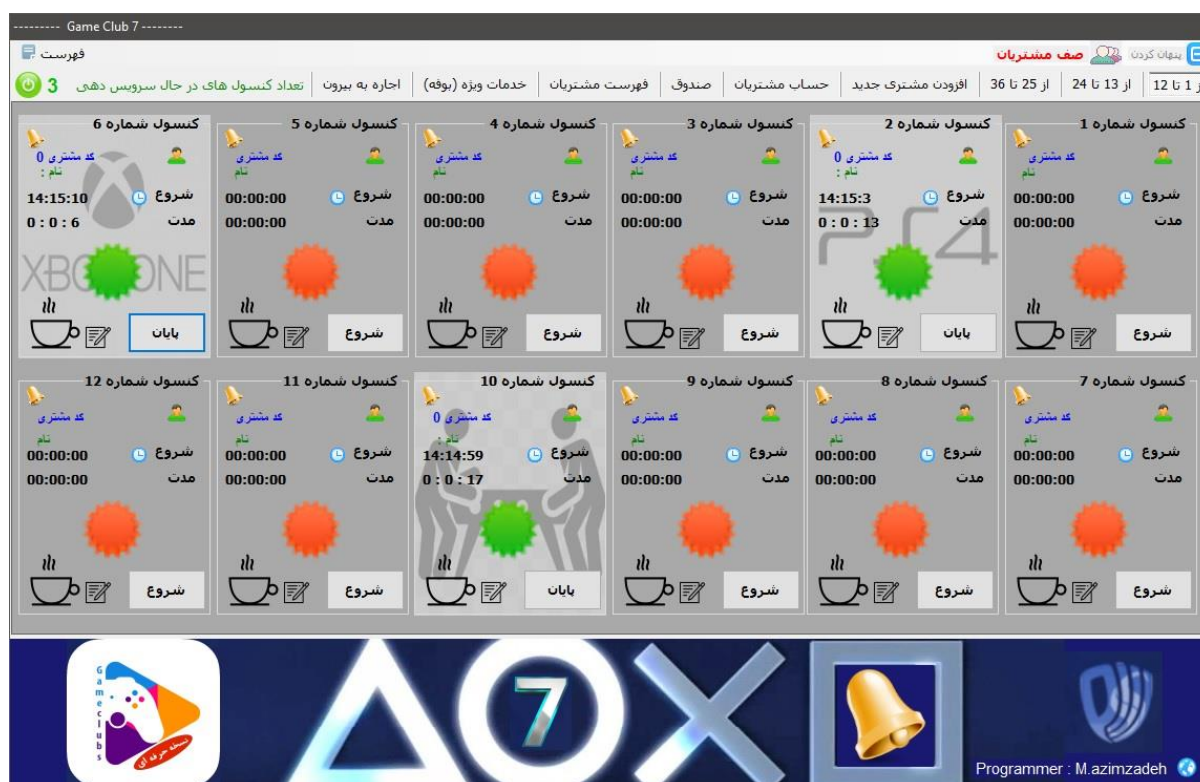 --------- Game Club 7 --------
پنهان کردن صف مشتریان فهرست
1 تا 12 از 13 تا 24 از 25 تا 36 افزودن مشتری جدید حساب مشتریان صندوق فهرست مشتریان خدمات ویژه (بوفه) اجاره به بیرون تعداد کنسول های در حال سرویس دهی 3
کنسول شماره 1
کد مشتری
نام
شروع 00:00:00
مدت 00:00:00
شروع
کنسول شماره 2
کد مشتری 0
نام :
شروع 14:15:3
مدت 0 : 0 : 13
PS4
پایان
کنسول شماره 3
کد مشتری
نام
شروع 00:00:00
مدت 00:00:00
شروع
کنسول شماره 4
کد مشتری
نام
شروع 00:00:00
مدت 00:00:00
شروع
کنسول شماره 5
کد مشتری
نام
شروع 00:00:00
مدت 00:00:00
شروع
کنسول شماره 6
کد مشتری 0
نام :
شروع 14:15:10
مدت 0 : 0 : 6
XBOX ONE
پایان
کنسول شماره 7
کد مشتری
نام
شروع 00:00:00
مدت 00:00:00
شروع
کنسول شماره 8
کد مشتری
نام
شروع 00:00:00
مدت 00:00:00
شروع
کنسول شماره 9
کد مشتری
نام
شروع 00:00:00
مدت 00:00:00
شروع
کنسول شماره 10
کد مشتری 0
نام :
شروع 14:14:59
مدت 0 : 0 : 17
پایان
کنسول شماره 11
کد مشتری
نام
شروع 00:00:00
مدت 00:00:00
شروع
کنسول شماره 12
کد مشتری
نام
شروع 00:00:00
مدت 00:00:00
شروع
Gameclubs
نسخه حرفه ای
7
Programmer : M.azimzadeh